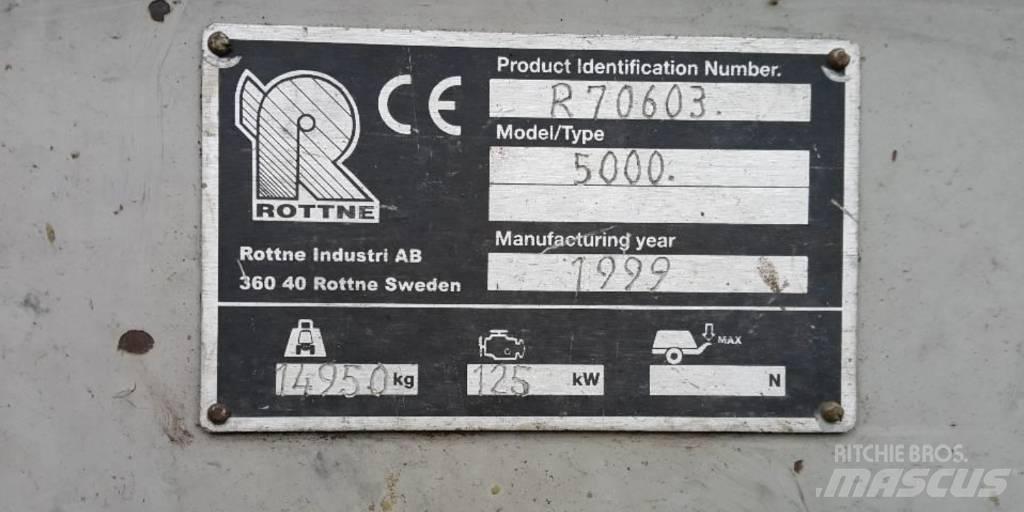 ROTTNE
CE
Rottne Industri AB
360 40 Rottne Sweden
Product Identification Number.
R70603.
Model/Type
5000.
Manufacturing year
1999
14950 kg
125 kW
MAX
N
RITCHIE BROS.
MASCUS